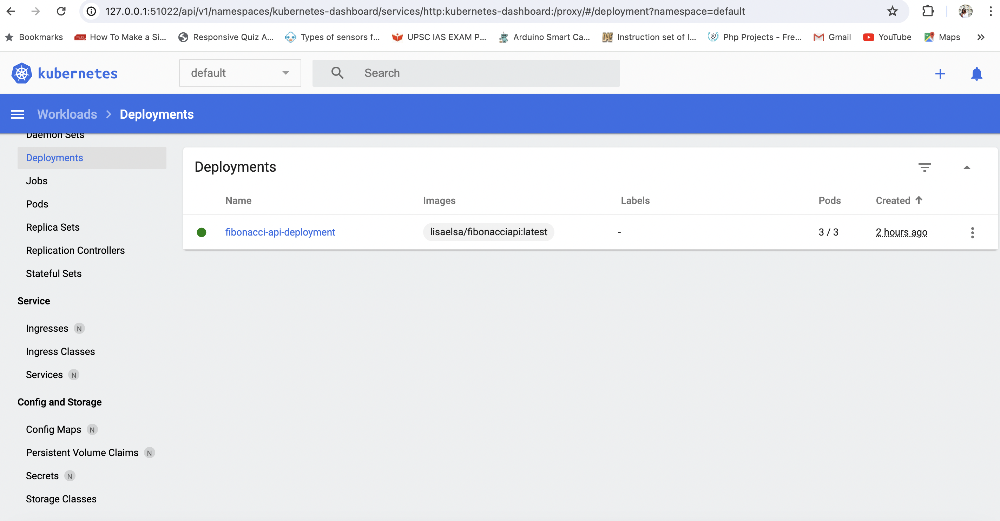 127.0.0.1:51022/api/v1/namespaces/kubernetes-dashboard/services/http:kubernetes-dashboard:/proxy/#/deployment?namespace=default
Bookmarks How To Make a Si... Responsive Quiz A... Types of sensors f... UPSC IAS EXAM P... Arduino Smart Ca... Instruction set of I... Php Projects - Fre... Gmail YouTube Maps »
kubernetes default Search
Workloads > Deployments
Daemon Sets
Deployments
Jobs
Pods
Replica Sets
Replication Controllers
Stateful Sets
Service
Ingresses N
Ingress Classes
Services N
Config and Storage
Config Maps N
Persistent Volume Claims N
Secrets N
Storage Classes
Deployments
Name Images Labels Pods Created
fibonacci-api-deployment lisaelsa/fibonacciapi:latest - 3 / 3 2 hours ago